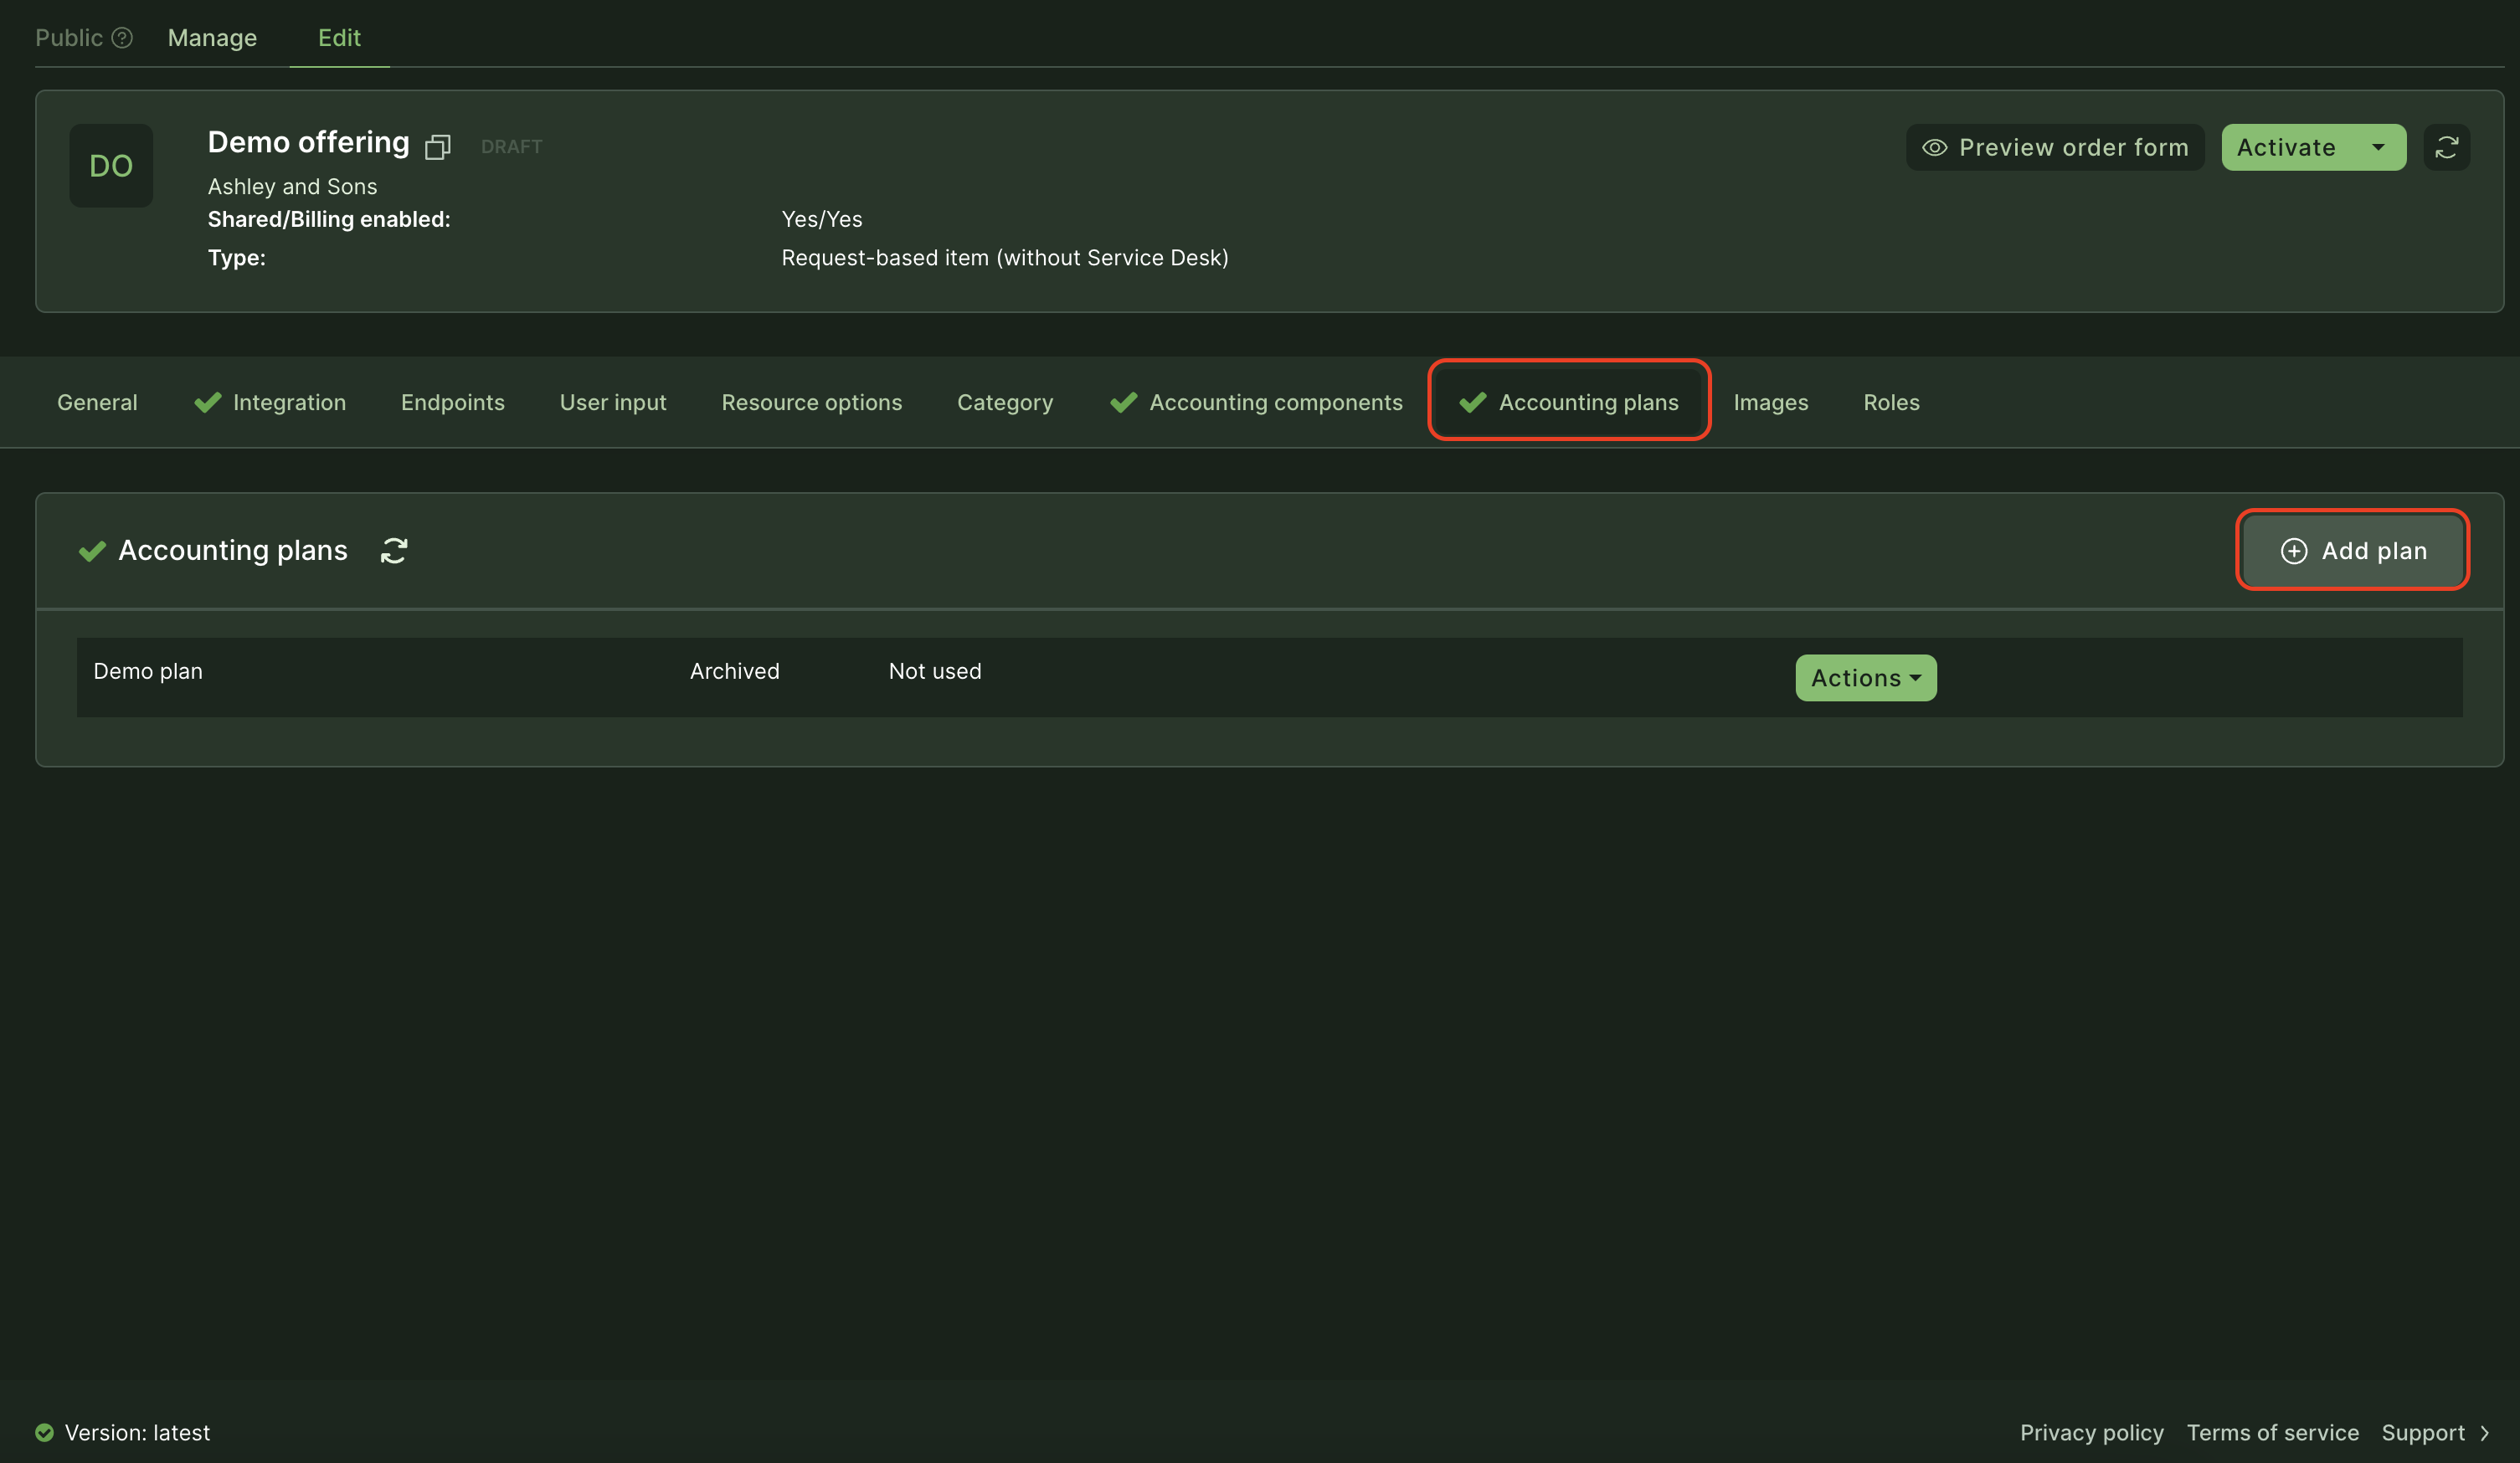 Public Manage Edit
DO
Demo offering DRAFT
Ashley and Sons
Shared/Billing enabled: Yes/Yes
Type: Request-based item (without Service Desk)
Preview order form Activate
General Integration Endpoints User input Resource options Category Accounting components Accounting plans Images Roles
Accounting plans Add plan
Demo plan Archived Not used Actions
Version: latest Privacy policy Terms of service Support